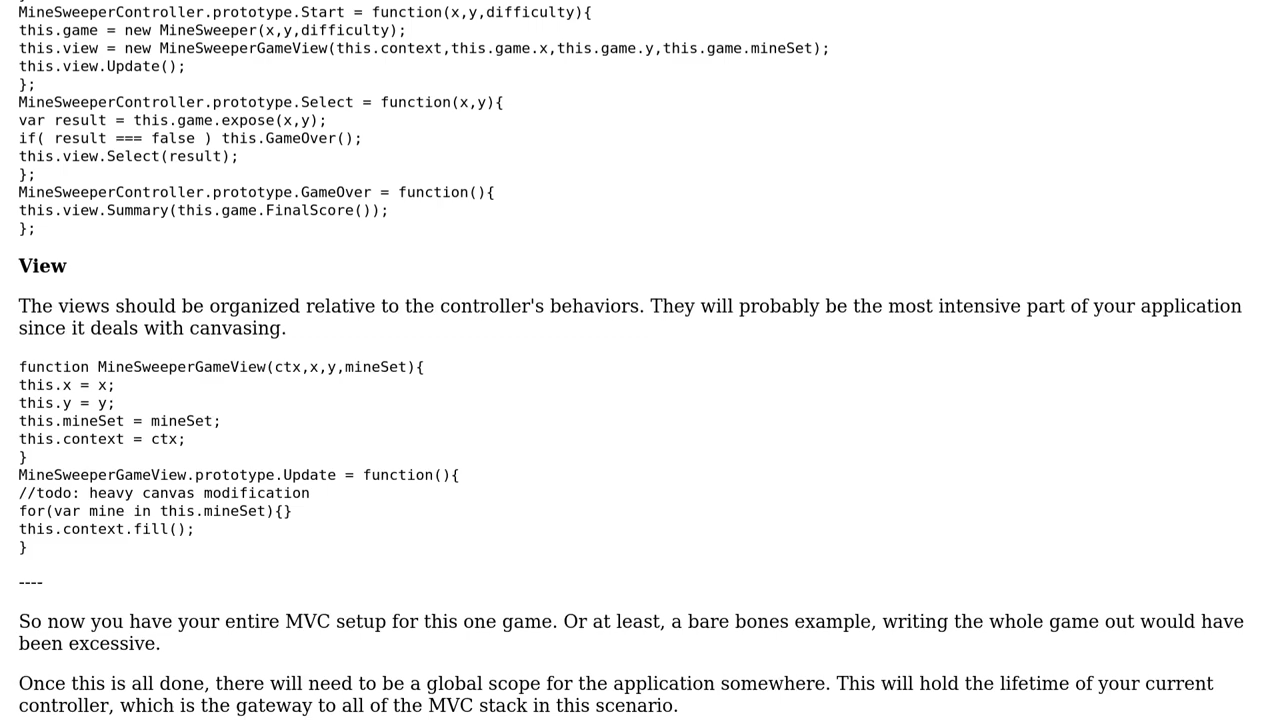 MineSweeperController.prototype.Start = function(x,y,difficulty){
this.game = new MineSweeper(x,y,difficulty);
this.view = new MineSweeperGameView(this.context,this.game.x,this.game.y,this.game.mineSet);
this.view.Update();
};
MineSweeperController.prototype.Select = function(x,y){
var result = this.game.expose(x,y);
if( result === false ) this.GameOver();
this.view.Select(result);
};
MineSweeperController.prototype.GameOver = function(){
this.view.Summary(this.game.FinalScore());
};
View
The views should be organized relative to the controller's behaviors. They will probably be the most intensive part of your application
since it deals with canvasing.
function MineSweeperGameView(ctx,x,y,mineSet){
this.x = x;
this.y = y;
this.mineSet = mineSet;
this.context = ctx;
}
MineSweeperGameView.prototype.Update = function(){
//todo: heavy canvas modification
for(var mine in this.mineSet){}
this.context.fill();
}
----
So now you have your entire MVC setup for this one game. Or at least, a bare bones example, writing the whole game out would have
been excessive.
Once this is all done, there will need to be a global scope for the application somewhere. This will hold the lifetime of your current
controller, which is the gateway to all of the MVC stack in this scenario.